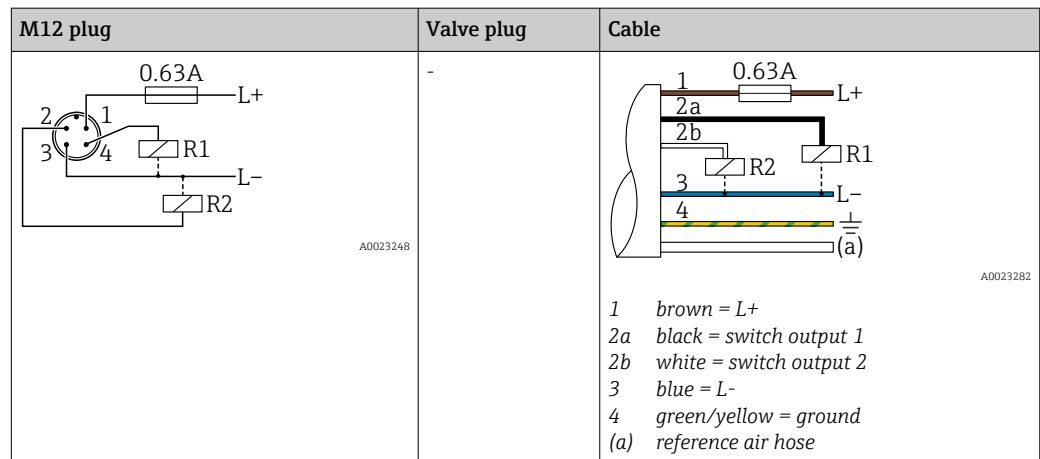 M12 plug
Valve plug
Cable
0.63A
L+
2
1
3
4
R1
L−
R2
A0023248
-
1
0.63A
L+
2a
2b
R1
R2
3
L−
4
(a)
A0023282
1 brown = L+
2a black = switch output 1
2b white = switch output 2
3 blue = L-
4 green/yellow = ground
(a) reference air hose